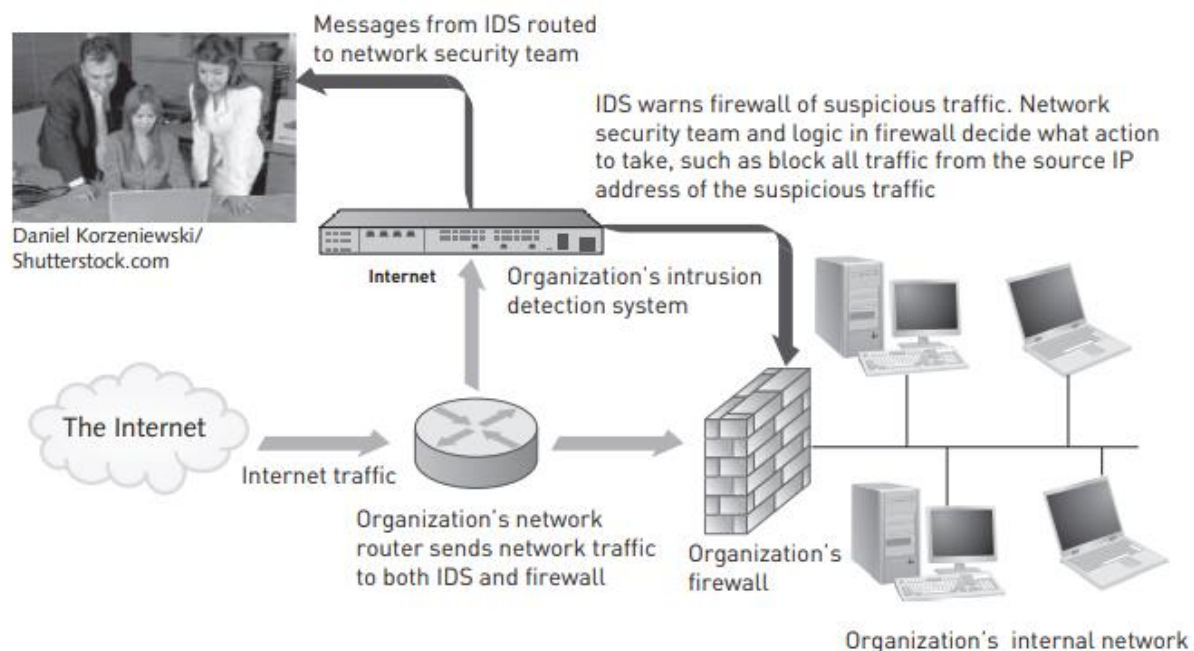 Messages from IDS routed
to network security team
IDS warns firewall of suspicious traffic. Network
security team and logic in firewall decide what action
to take, such as block all traffic from the source IP
address of the suspicious traffic
Daniel Korzeniewski/
Shutterstock.com
Internet
Organization's intrusion
detection system
The Internet
Internet traffic
Organization's network
router sends network traffic
to both IDS and firewall
Organization's
firewall
Organization's internal network